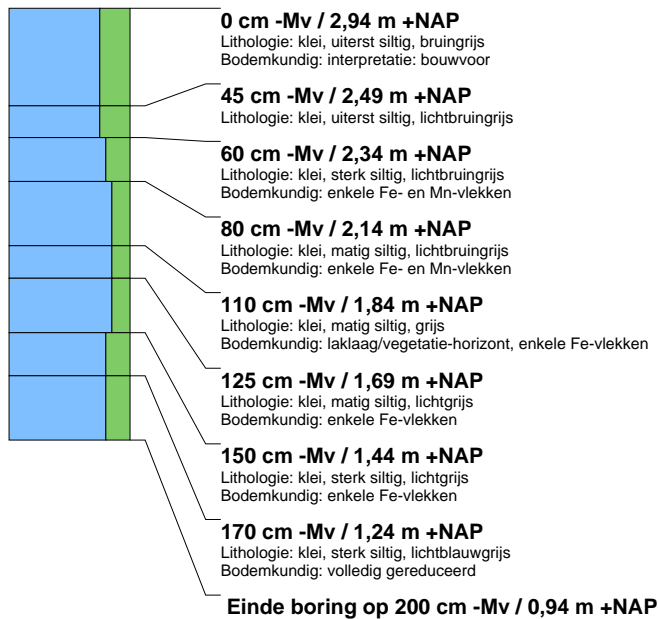 0 cm -Mv / 2,94 m +NAP
Lithologie: klei, uiterst siltig, bruingrijs
Bodemkundig: interpretatie: bouwvoor
45 cm -Mv / 2,49 m +NAP
Lithologie: klei, uiterst siltig, lichtbruingrijs
60 cm -Mv / 2,34 m +NAP
Lithologie: klei, sterk siltig, lichtbruingrijs
Bodemkundig: enkele Fe- en Mn-vlekken
80 cm -Mv / 2,14 m +NAP
Lithologie: klei, matig siltig, lichtbruingrijs
Bodemkundig: enkele Fe- en Mn-vlekken
110 cm -Mv / 1,84 m +NAP
Lithologie: klei, matig siltig, grijs
Bodemkundig: laklaag/vegetatie-horizont, enkele Fe-vlekken
125 cm -Mv / 1,69 m +NAP
Lithologie: klei, matig siltig, lichtgrijs
Bodemkundig: enkele Fe-vlekken
150 cm -Mv / 1,44 m +NAP
Lithologie: klei, sterk siltig, lichtgrijs
Bodemkundig: enkele Fe-vlekken
170 cm -Mv / 1,24 m +NAP
Lithologie: klei, sterk siltig, lichtblauwgrijs
Bodemkundig: volledig gereduceerd
Einde boring op 200 cm -Mv / 0,94 m +NAP